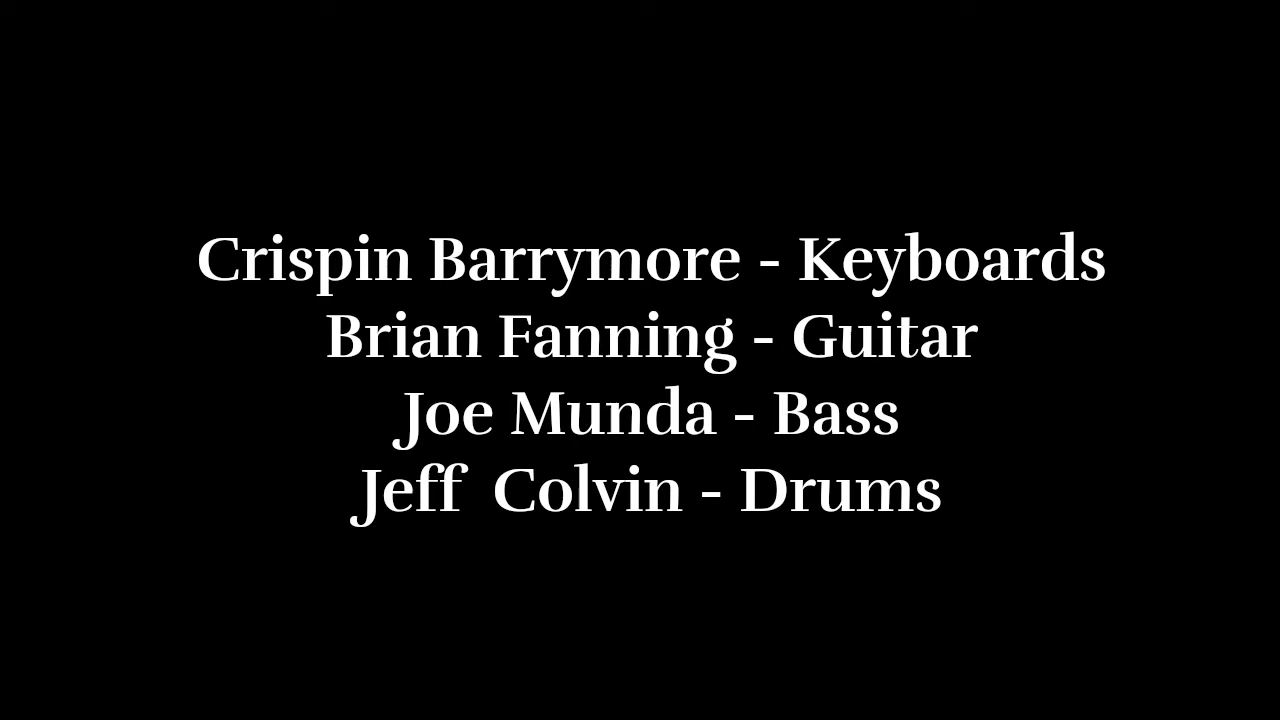 Crispin Barrymore - Keyboards
Brian Fanning - Guitar
Joe Munda - Bass
Jeff  Colvin - Drums